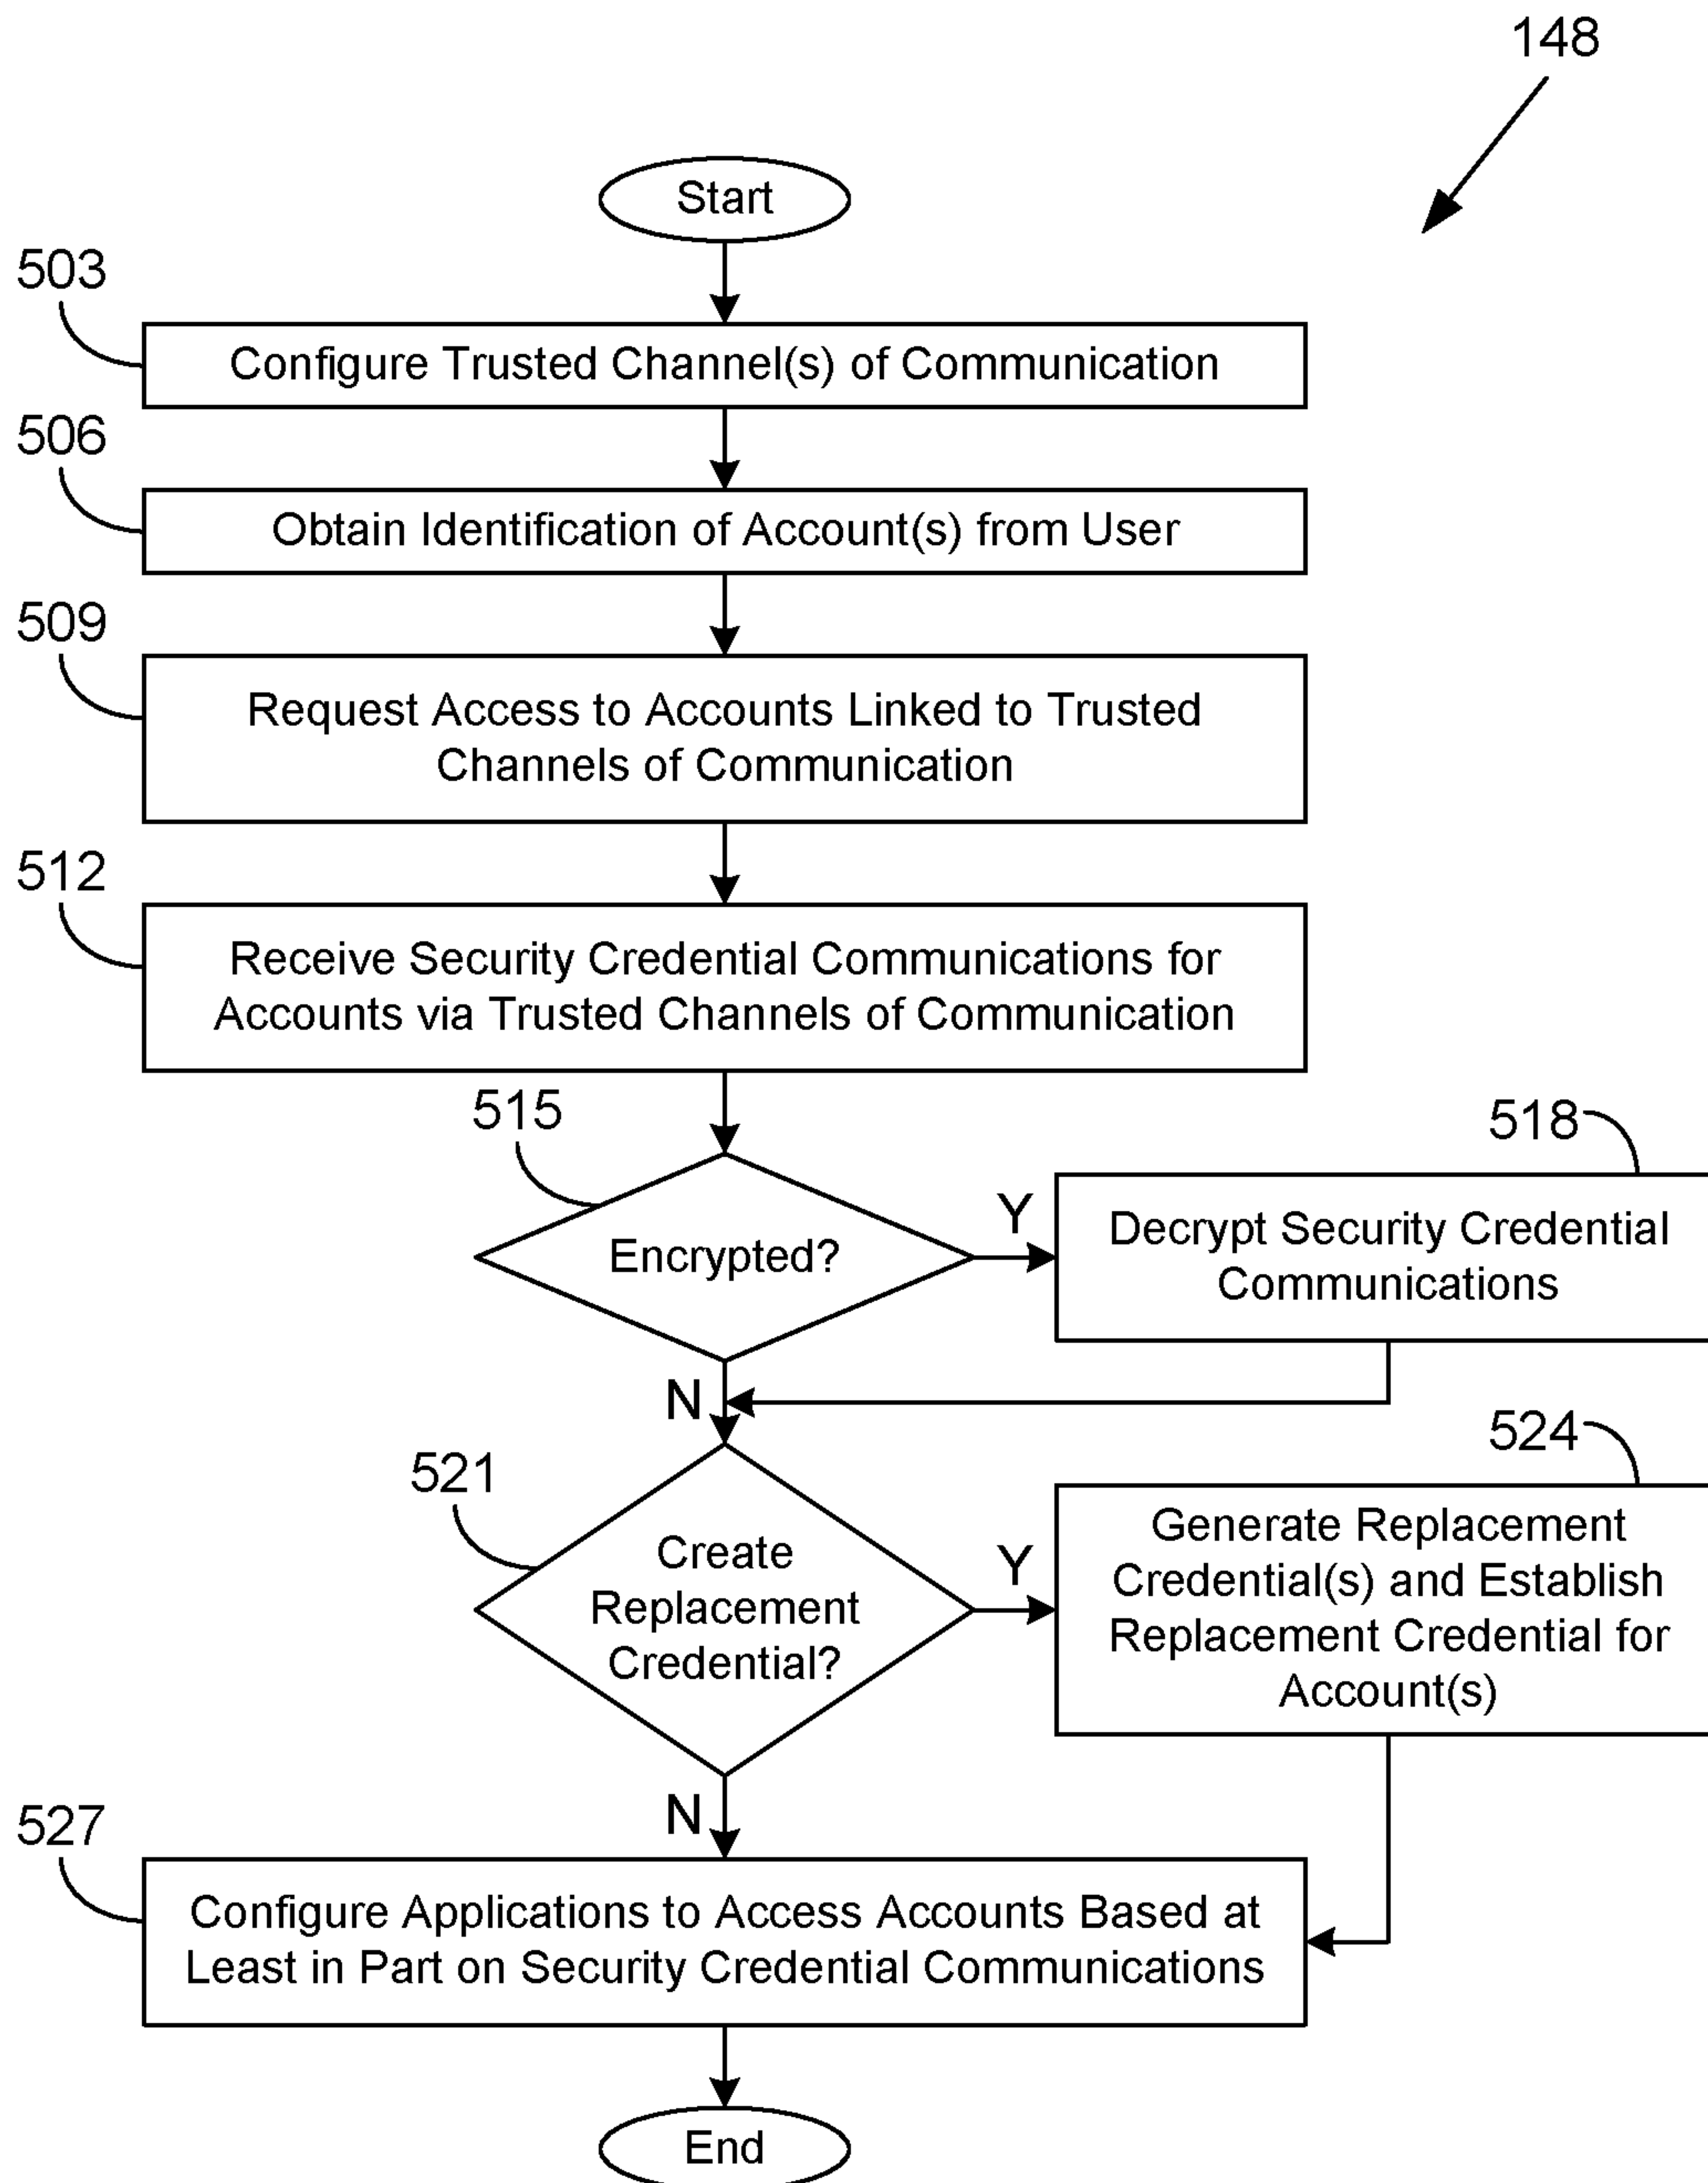 148
Start
503
Configure Trusted Channel(s) of Communication
506
Obtain Identification of Account(s) from User
509
Request Access to Accounts Linked to Trusted
Channels of Communication
512
Receive Security Credential Communications for
Accounts via Trusted Channels of Communication
515
Encrypted?
Y
518
Decrypt Security Credential
Communications
N
521
Create
Replacement
Credential?
Y
524
Generate Replacement
Credential(s) and Establish
Replacement Credential for
Account(s)
N
527
Configure Applications to Access Accounts Based at
Least in Part on Security Credential Communications
End